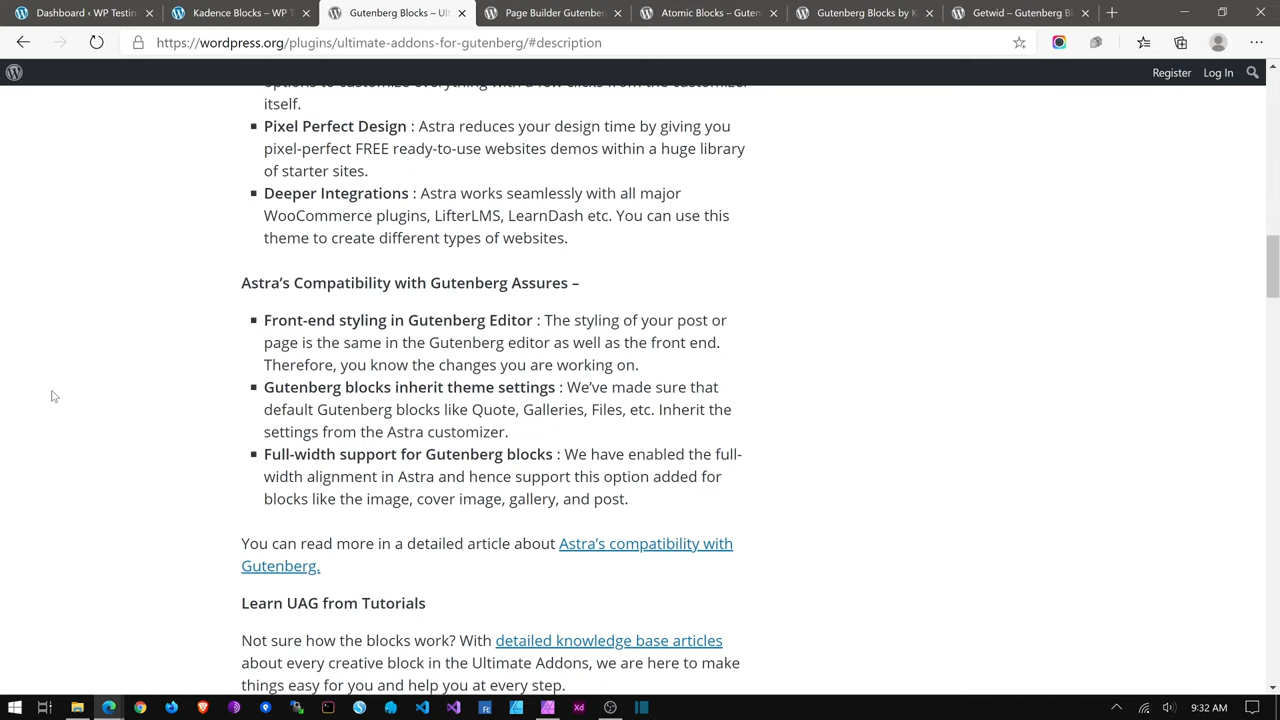 Dashboard ‹ WP Testin
Kadence Blocks – WP T
Gutenberg Blocks – Ul
Page Builder Gutenber
Atomic Blocks – Guten
Gutenberg Blocks by K
Getwid – Gutenberg Bl
https://wordpress.org/plugins/ultimate-addons-for-gutenberg/#description
Register Log In
options to customize everything with a few clicks from the customizer
itself.
Pixel Perfect Design : Astra reduces your design time by giving you
pixel-perfect FREE ready-to-use websites demos within a huge library
of starter sites.
Deeper Integrations : Astra works seamlessly with all major
WooCommerce plugins, LifterLMS, LearnDash etc. You can use this
theme to create different types of websites.
Astra’s Compatibility with Gutenberg Assures –
Front-end styling in Gutenberg Editor : The styling of your post or
page is the same in the Gutenberg editor as well as the front end.
Therefore, you know the changes you are working on.
Gutenberg blocks inherit theme settings : We’ve made sure that
default Gutenberg blocks like Quote, Galleries, Files, etc. Inherit the
settings from the Astra customizer.
Full-width support for Gutenberg blocks : We have enabled the full-
width alignment in Astra and hence support this option added for
blocks like the image, cover image, gallery, and post.
You can read more in a detailed article about Astra’s compatibility with
Gutenberg.
Learn UAG from Tutorials
Not sure how the blocks work? With detailed knowledge base articles
about every creative block in the Ultimate Addons, we are here to make
things easy for you and help you at every step.
Xd
9:32 AM